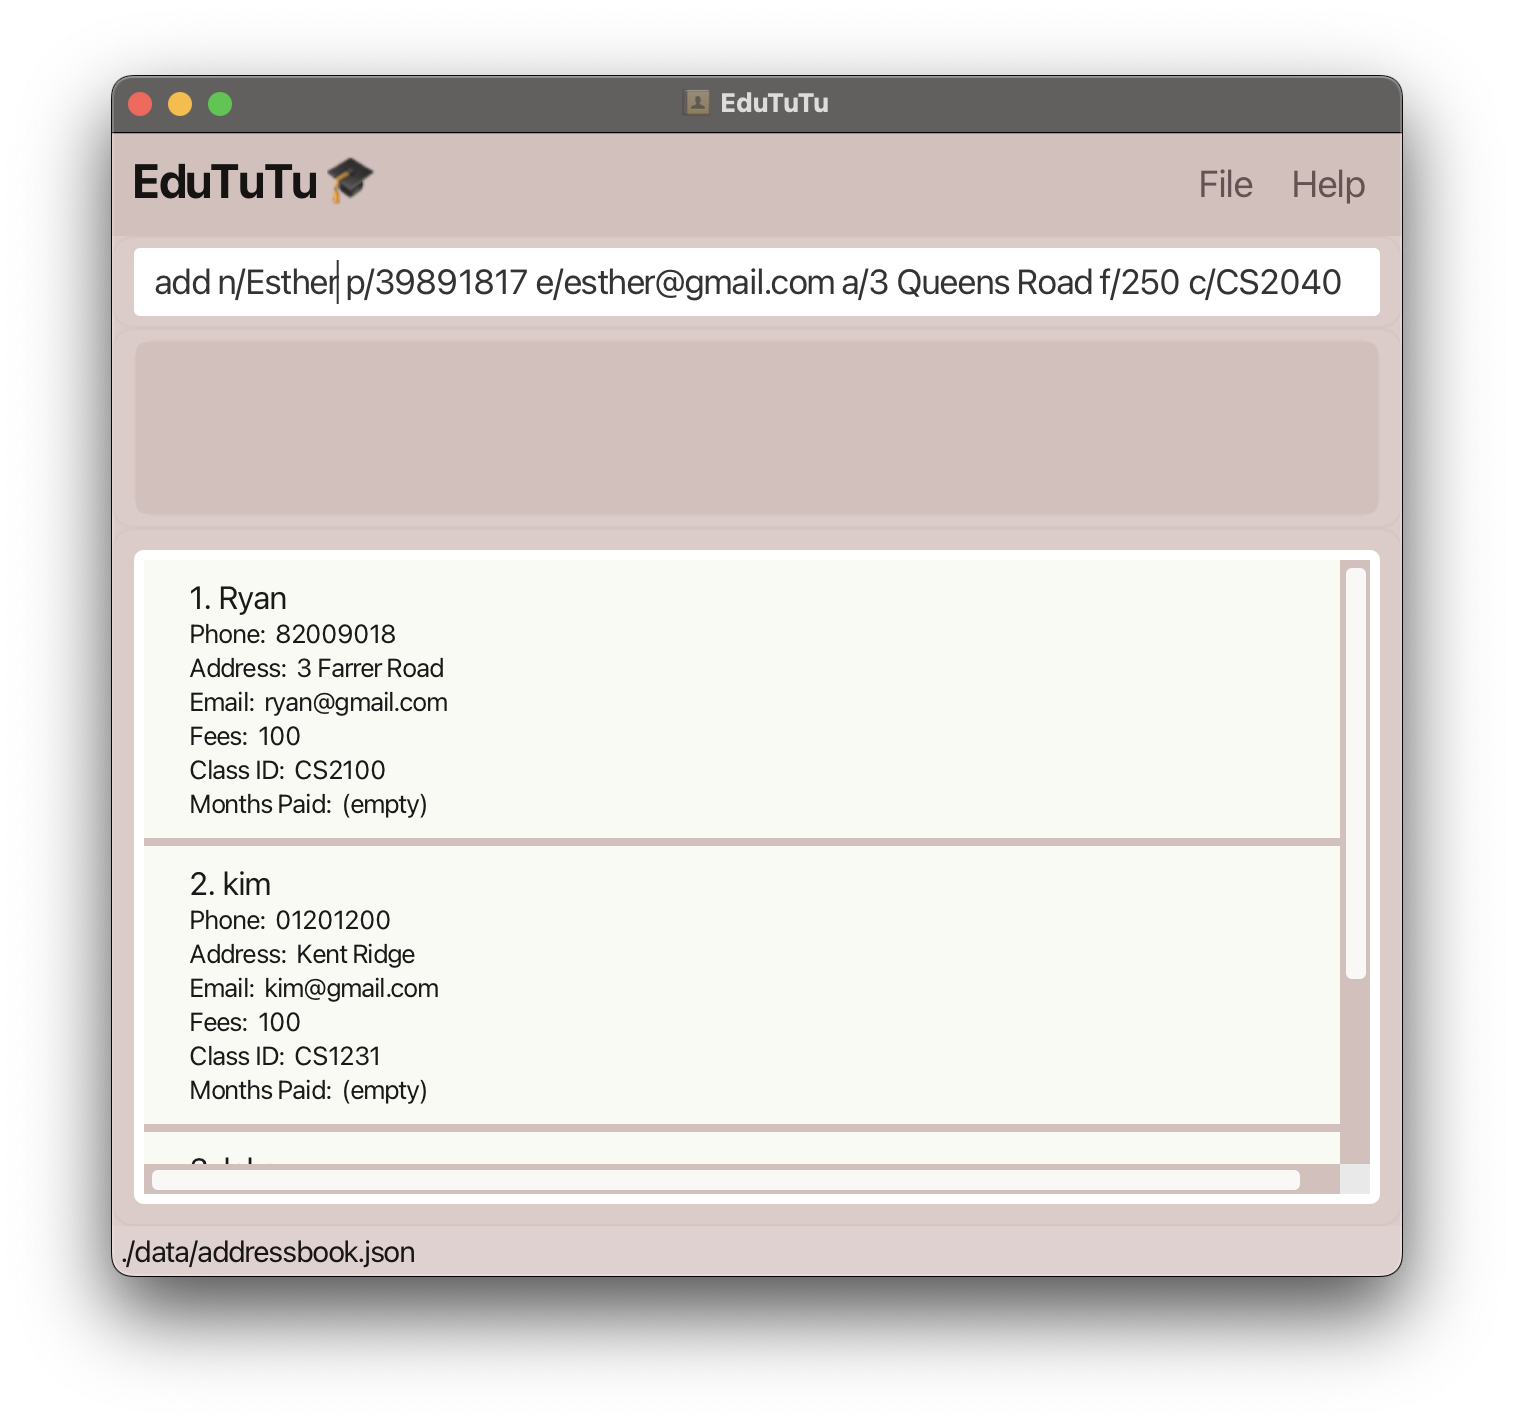 EduTuTu
EduTuTu
File Help
add n/Esther p/39891817 e/esther@gmail.com a/3 Queens Road f/250 c/CS2040
1. Ryan
Phone: 82009018
Address: 3 Farrer Road
Email: ryan@gmail.com
Fees: 100
Class ID: CS2100
Months Paid: (empty)
2. kim
Phone: 01201200
Address: Kent Ridge
Email: kim@gmail.com
Fees: 100
Class ID: CS1231
Months Paid: (empty)
./data/addressbook.json